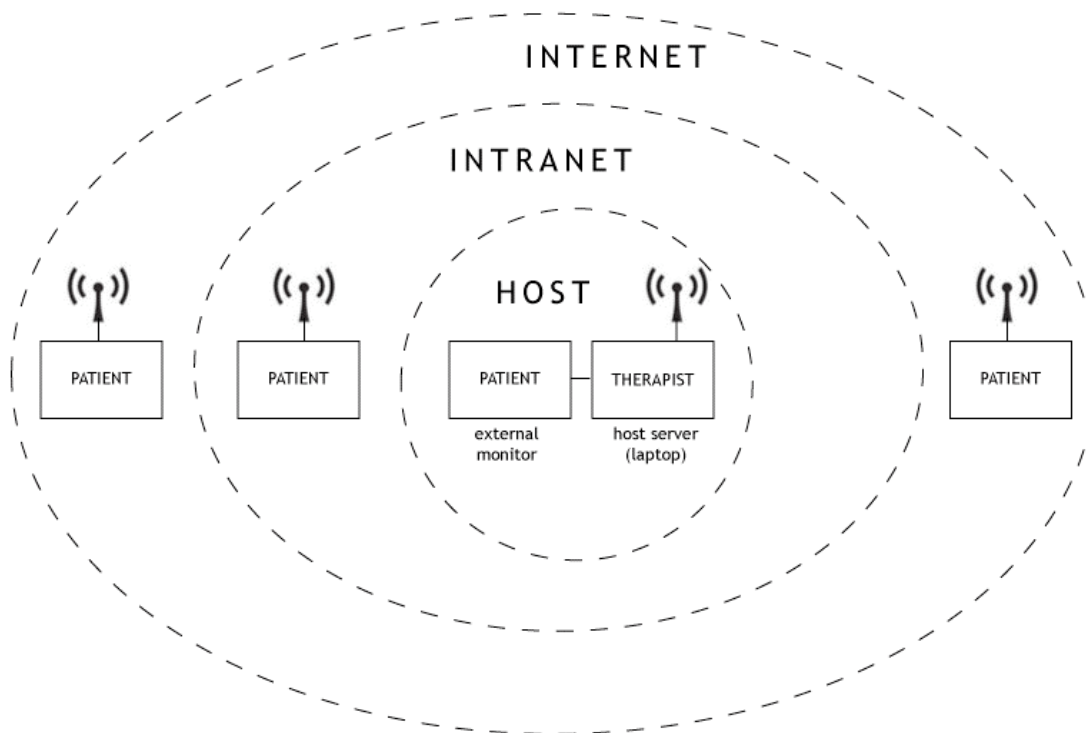 INTERNET
INTRANET
HOST
PATIENT
PATIENT
PATIENT
THERAPIST
PATIENT
external
monitor
host server
(laptop)